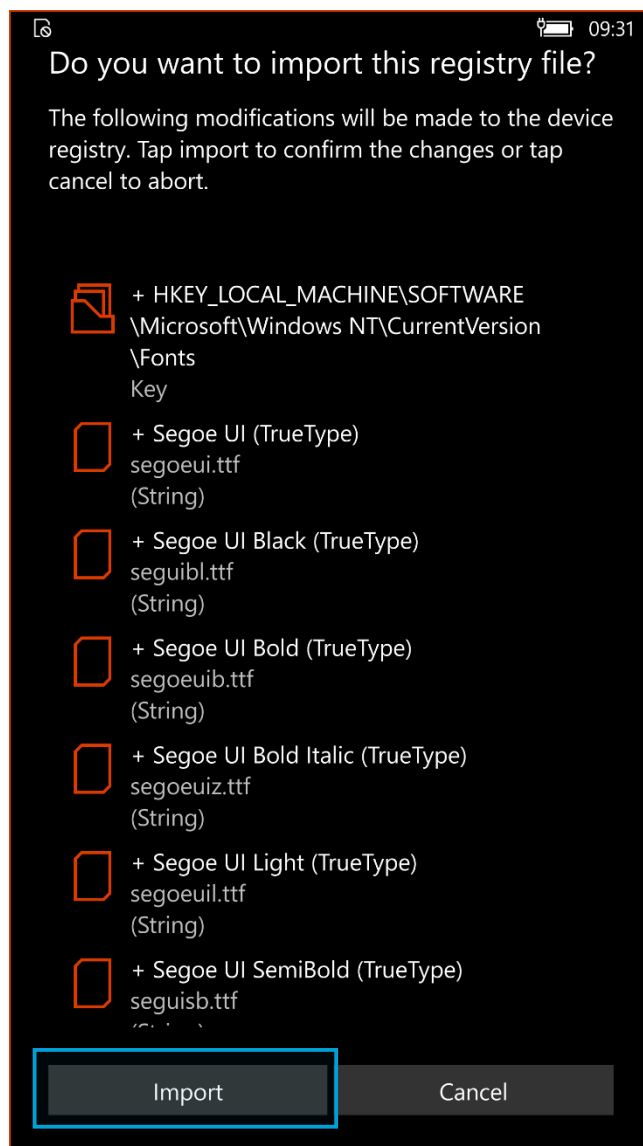 09:31
Do you want to import this registry file?
The following modifications will be made to the device
registry. Tap import to confirm the changes or tap
cancel to abort.
+ HKEY_LOCAL_MACHINE\SOFTWARE
\Microsoft\Windows NT\CurrentVersion
\Fonts
Key
+ Segoe UI (TrueType)
segoeui.ttf
(String)
+ Segoe UI Black (TrueType)
seguibl.ttf
(String)
+ Segoe UI Bold (TrueType)
segoeuib.ttf
(String)
+ Segoe UI Bold Italic (TrueType)
segoeuiz.ttf
(String)
+ Segoe UI Light (TrueType)
segoeuil.ttf
(String)
+ Segoe UI SemiBold (TrueType)
seguisb.ttf
Import Cancel